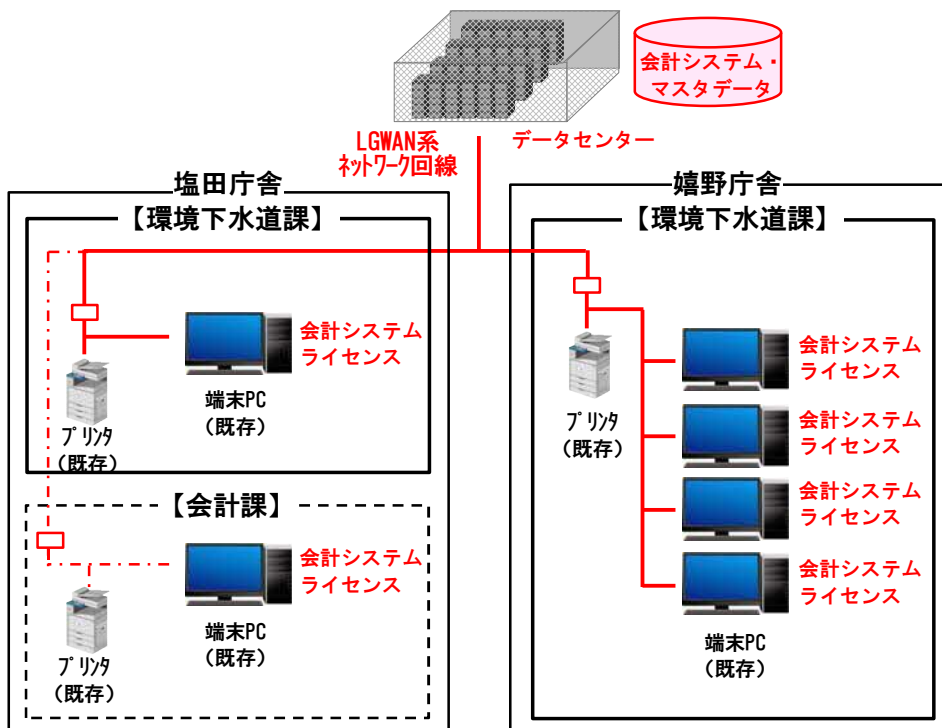 会計システム・
マスタデータ
LGWAN系
ネットワーク回線
データセンター
塩田庁舎
【環境下水道課】
会計システム
ライセンス
端末PC
(既存)
プリンタ
(既存)
【会計課】
会計システム
ライセンス
端末PC
(既存)
プリンタ
(既存)
嬉野庁舎
【環境下水道課】
プリンタ
(既存)
会計システム
ライセンス
会計システム
ライセンス
会計システム
ライセンス
会計システム
ライセンス
端末PC
(既存)